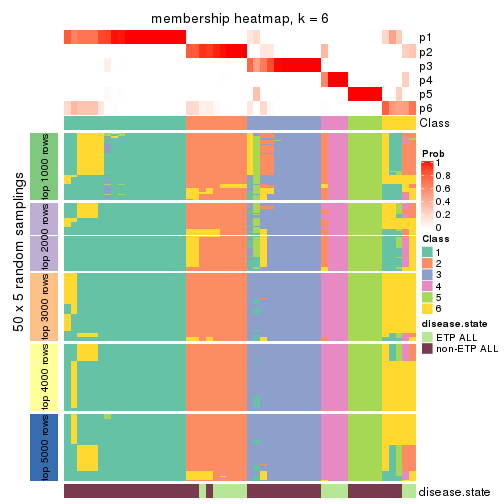 membership heatmap, k = 6
p1
p2
p3
p4
p5
p6
Class
50 x 5 random samplings
top 1000 rows
top 2000 rows
top 3000 rows
top 4000 rows
top 5000 rows
Prob
1
0.8
0.6
0.4
0.2
0
Class
1
2
3
4
5
6
disease.state
ETP ALL
non-ETP ALL
disease.state